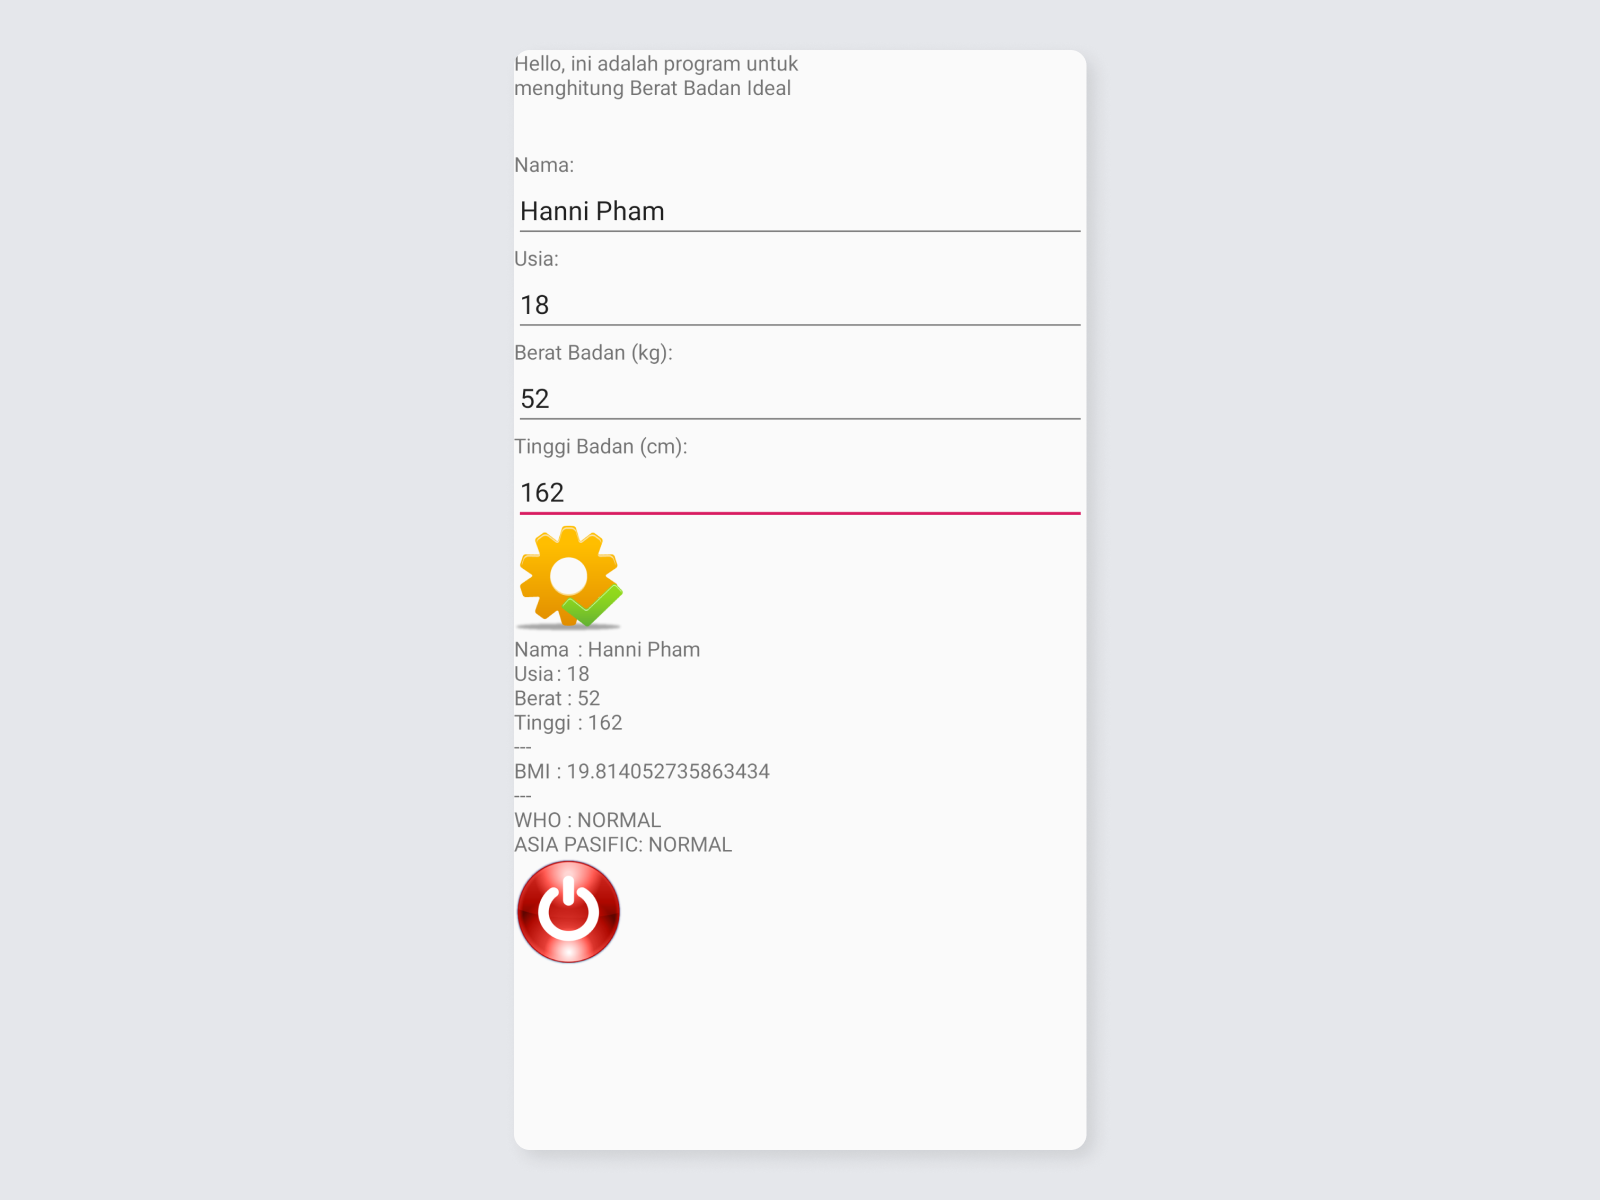 Hello, ini adalah program untuk
menghitung Berat Badan Ideal
Nama:
Hanni Pham
Usia:
18
Berat Badan (kg):
52
Tinggi Badan (cm):
162
Nama : Hanni Pham
Usia : 18
Berat : 52
Tinggi : 162
---
BMI : 19.814052735863434
---
WHO : NORMAL
ASIA PASIFIC: NORMAL